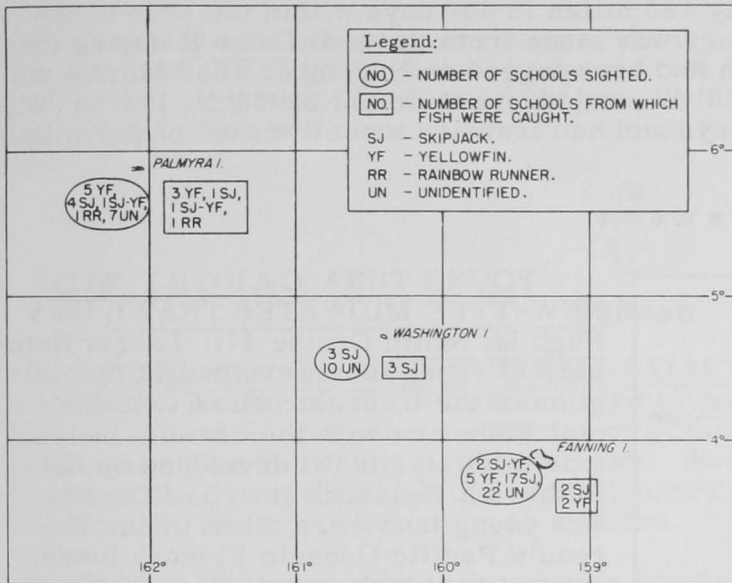 Legend:
NO - NUMBER OF SCHOOLS SIGHTED.
NO - NUMBER OF SCHOOLS FROM WHICH
FISH WERE CAUGHT.
SJ - SKIPJACK.
YF - YELLOWFIN.
RR - RAINBOW RUNNER.
UN - UNIDENTIFIED.
6°
PALMYRA I.
5 YF,
4 SJ, 1 SJ-YF,
1 RR, 7 UN
3 YF, 1 SJ,
1 SJ-YF,
1 RR
5°
WASHINGTON I
3 SJ
10 UN
3 SJ
4°
FANNING I.
2 SJ-YF,
5 YF, 17 SJ,
22 UN
2 SJ
2 YF
162° 161° 160° 159°